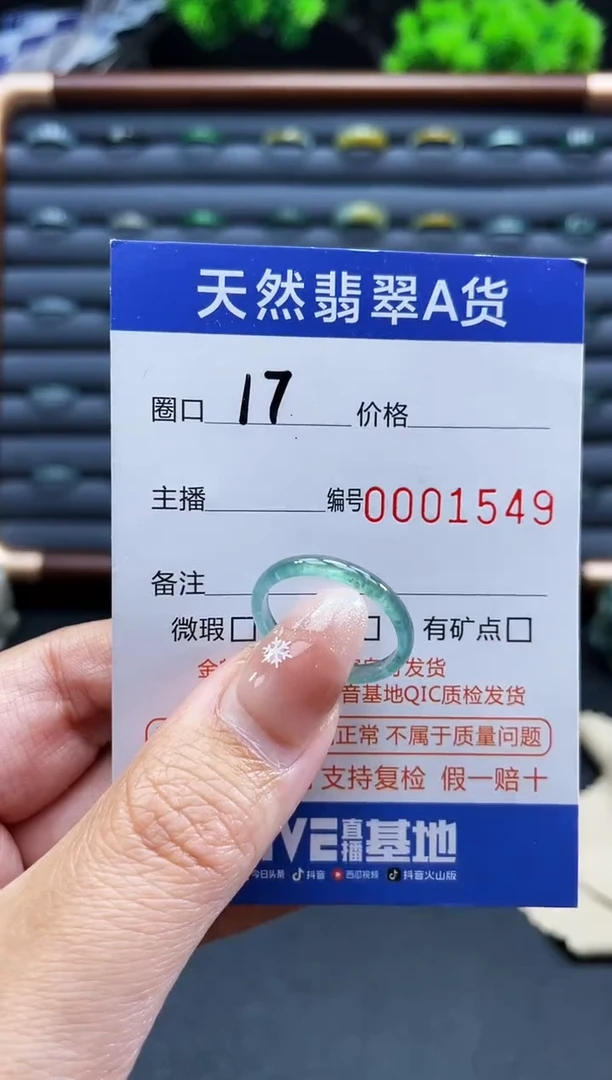 天然翡翠A货
圈口 17 价格
主播 编号0001549
备注
微瑕 有矿点
发货
音基地QIC质检发货
正常 不属于质量问题
支持复检 假一赔十
直播基地
今日头条 抖音 西瓜视频 抖音火山版